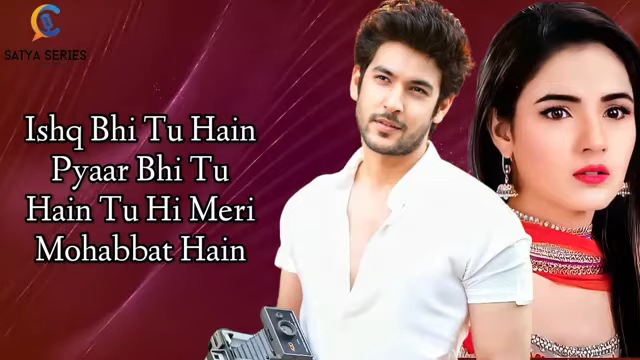 SATYA SERIES
Ishq Bhi Tu Hain
Pyaar Bhi Tu
Hain Tu Hi Meri
Mohabbat Hain